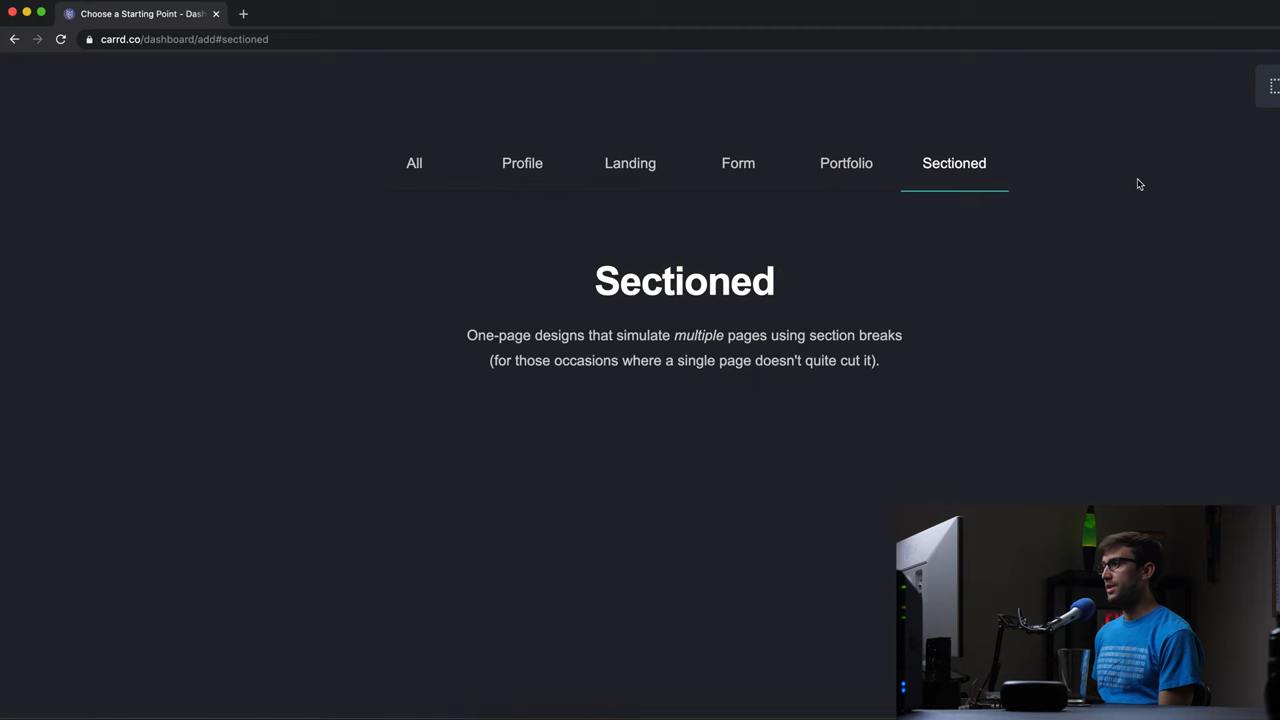 Choose a Starting Point - Dash
carrd.co/dashboard/add#sectioned
All
Profile
Landing
Form
Portfolio
Sectioned
Sectioned
One-page designs that simulate multiple pages using section breaks
(for those occasions where a single page doesn't quite cut it).